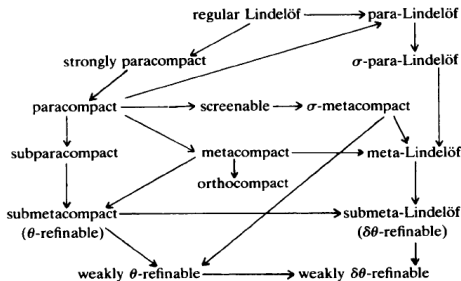 regular Lindelöf para-Lindelöf
strongly paracompact σ-para-Lindelöf
paracompact screenable σ-metacompact
subparacompact metacompact meta-Lindelöf
orthocompact
submetacompact submeta-Lindelöf
(θ-refinable) (δθ-refinable)
weakly θ-refinable weakly δθ-refinable